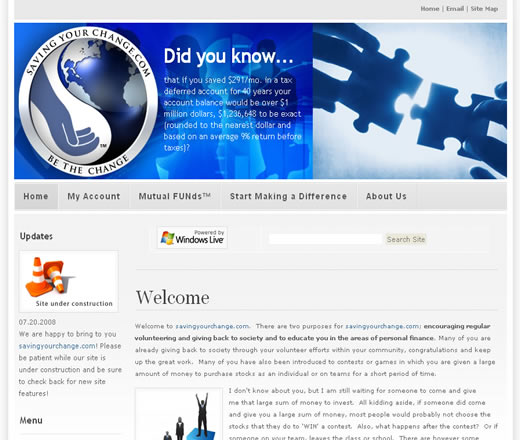 Home | Email | Site Map
SAVING YOUR CHANGE.COM
BE THE CHANGE
TM
Did you know...
that if you saved $291/mo. in a tax
deferred account for 40 years your
account balance would be over $1
million dollars, $1,236,648 to be exact
(rounded to the nearest dollar and
based on an average 9% return before
taxes)?
Home
My Account
Mutual FUNds™
Start Making a Difference
About Us
Updates
Site under construction
07.20.2008
We are happy to bring to you
savingyourchange.com! Please
be patient while our site is
under construction and be sure
to check back for new site
features!
Menu
Powered by
Windows Live
Search Site
Welcome
Welcome to savingyourchange.com. There are two purposes for savingyourchange.com: encouraging regular
volunteering and giving back to society and to educate you in the areas of personal finance. Many of you are
already giving back to society through your volunteer efforts within your community, congratulations and keep
up the great work. Many of you have also been introduced to contests or games in which you are given a large
amount of money to purchase stocks as an individual or on teams for a short period of time.
I don't know about you, but I am still waiting for someone to come and give
me that large sum of money to invest. All kidding aside, if someone did come
and give you a large sum of money, most people would probably not choose the
stocks that they do to 'WIN' a contest. Also, what happens after the contest? Or if
someone on your team, leaves the class or school. There are however some